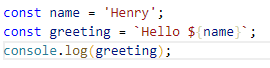 const name = 'Henry';
const greeting = `Hello ${name}`;
console.log(greeting);